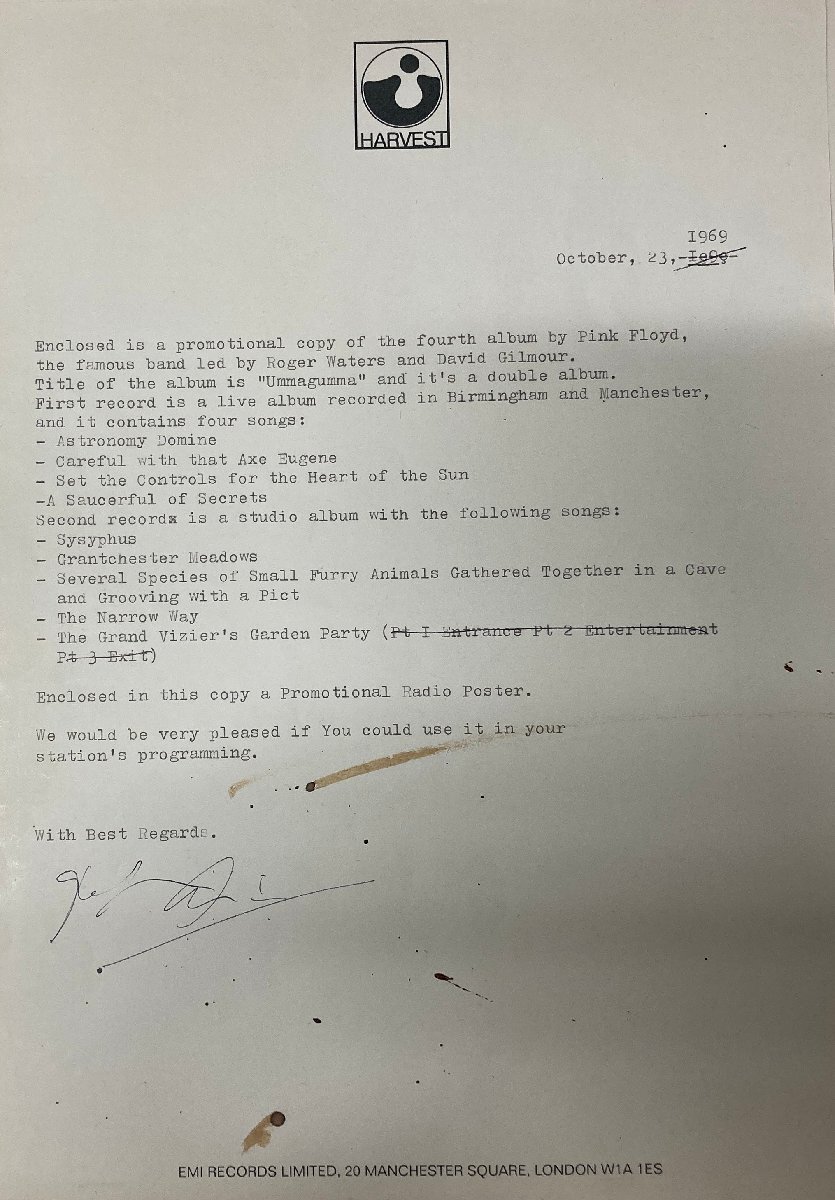 HARVEST
I969
October, 23,
Enclosed is a promotional copy of the fourth album by Pink Floyd,
the famous band led by Roger Waters and David Gilmour.
Title of the album is "Ummagumma" and it's a double album.
First record is a live album recorded in Birmingham and Manchester,
and it contains four songs:
- Astronomy Domine
- Careful with that Axe Eugene
- Set the Controls for the Heart of the Sun
-A Saucerful of Secrets
Second recordx is a studio album with the following songs:
- Sysyphus
- Grantchester Meadows
- Several Species of Small Furry Animals Gathered Together in a Cave
and Grooving with a Pict
- The Narrow Way
- The Grand Vizier's Garden Party (Pt I Entrance Pt 2 Entertainment
Pt 3 Exit)
Enclosed in this copy a Promotional Radio Poster.
We would be very pleased if You could use it in your
station's programming.
With Best Regards.
EMI RECORDS LIMITED, 20 MANCHESTER SQUARE, LONDON W1A 1ES